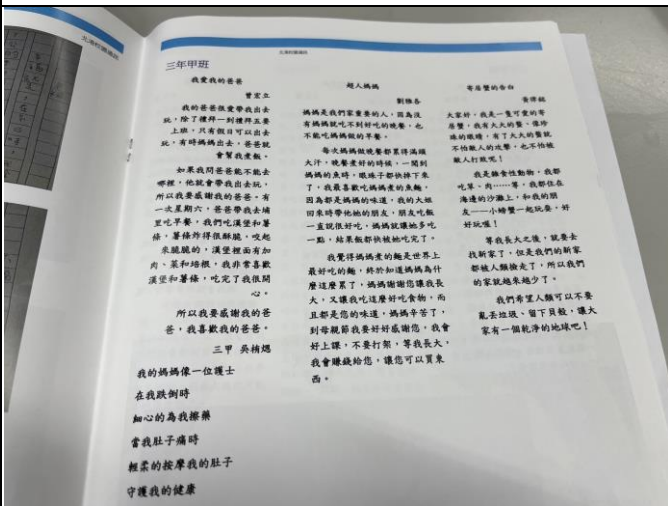 北港附國通訊
三年甲班
我愛我的爸爸
曾宏立
我的爸爸很愛帶我出去
玩，除了禮拜一到禮拜五要
上班，只有假日可以出去
玩，有時媽媽出去，爸爸就
會幫我煮飯。
如果我問爸爸能不能去
哪裡，他就會帶我出去玩，
所以我要感謝我的爸爸。有
一次星期六，爸爸帶我去埔
里吃早餐，我們吃漢堡和薯
條，薯條炸得很酥脆，咬起
來脆脆的，漢堡裡面有加
肉、菜和培根，我非常喜歡
漢堡和薯條，吃完了我很開
心。
所以我要感謝我的爸
爸，我喜歡我的爸爸。
三甲 吳楀煾
我的媽媽像一位護士
在我跌倒時
細心的為我擦藥
當我肚子痛時
輕柔的按摩我的肚子
守護我的健康
超人媽媽
劉雅各
媽媽是我們家重要的人，因為沒
有媽媽就吃不到好吃的晚餐，也
不能吃媽媽做的早餐。
每次媽媽做晚餐都累得滿頭
大汗，晚餐煮好的時候，一聞到
媽媽的魚時，眼珠子都快掉下來
了，我最喜歡吃媽媽煮的魚麵，
因為都是媽媽的味道，我的大姐
回來時帶他她的朋友，朋友吃飯
一直說很好吃，媽媽就讓她多吃
一點，結果飯都快被她吃完了。
我覺得媽媽煮的麵是世界上
最好吃的麵，終於知道媽媽為什
麼這麼累了，媽媽謝謝您讓我長
大，又讓我吃這麼好吃食物，而
且都是您的味道，媽媽辛苦了，
到母親節我要好好感謝您，我會
好上課，不要打架，等我長大，
我會賺錢給您，讓您可以買東
西。
寄居蟹的告白
黃偉銘
大家好，我是一隻可愛的寄
居蟹，我有大大的螯，像珍
珠的眼睛，有了大大的螯就
不怕敵人的攻擊，也不怕被
敵人打敗呢！
我是雜食性動物，我都
吃草、肉……等，我都住在
海邊的沙灘上，和我的朋
友——小螃蟹一起玩耍，好
好玩喔！
等我長大之後，就要去
找新家了，但是我們的新家
都被人類撿走了，所以我們
的家就越來越少了。
我們希望人類可以不要
亂丟垃圾，留下貝殼，讓大
家有一個乾淨的地球吧！